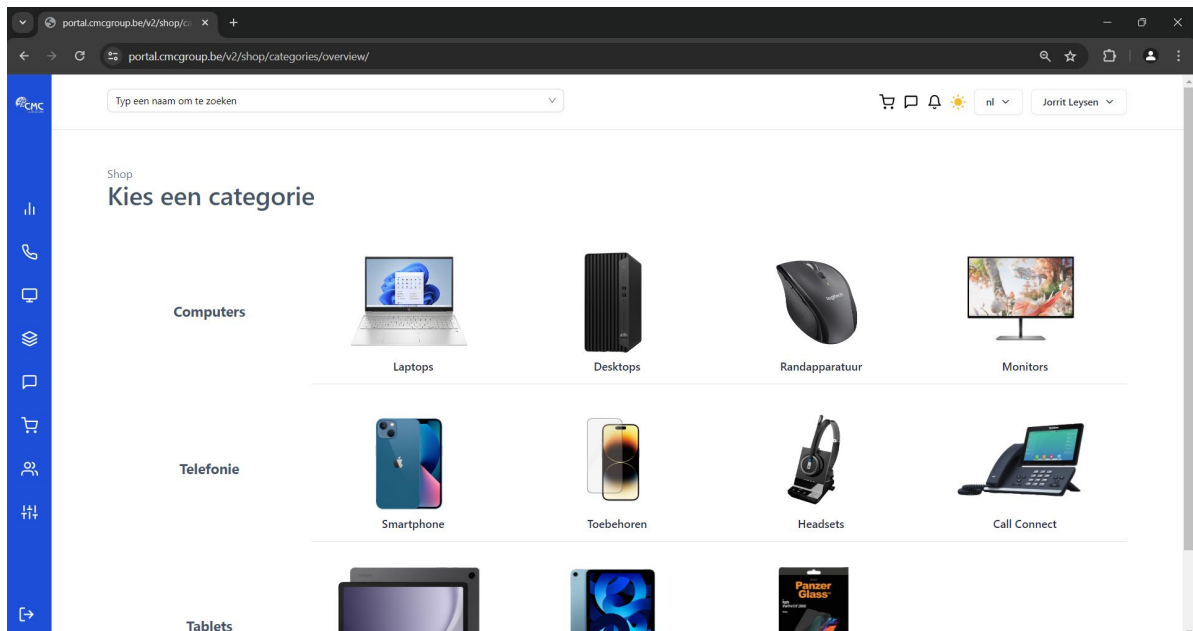 portal.cmcgroup.be/v2/shop/ca
portal.cmcgroup.be/v2/shop/categories/overview/
CMC
Typ een naam om te zoeken
nl
Jorrit Leysen
Shop
Kies een categorie
Computers
Laptops
Desktops
Randapparatuur
Monitors
Telefonie
Smartphone
Toebehoren
Headsets
Call Connect
Tablets
Panzer
Glass